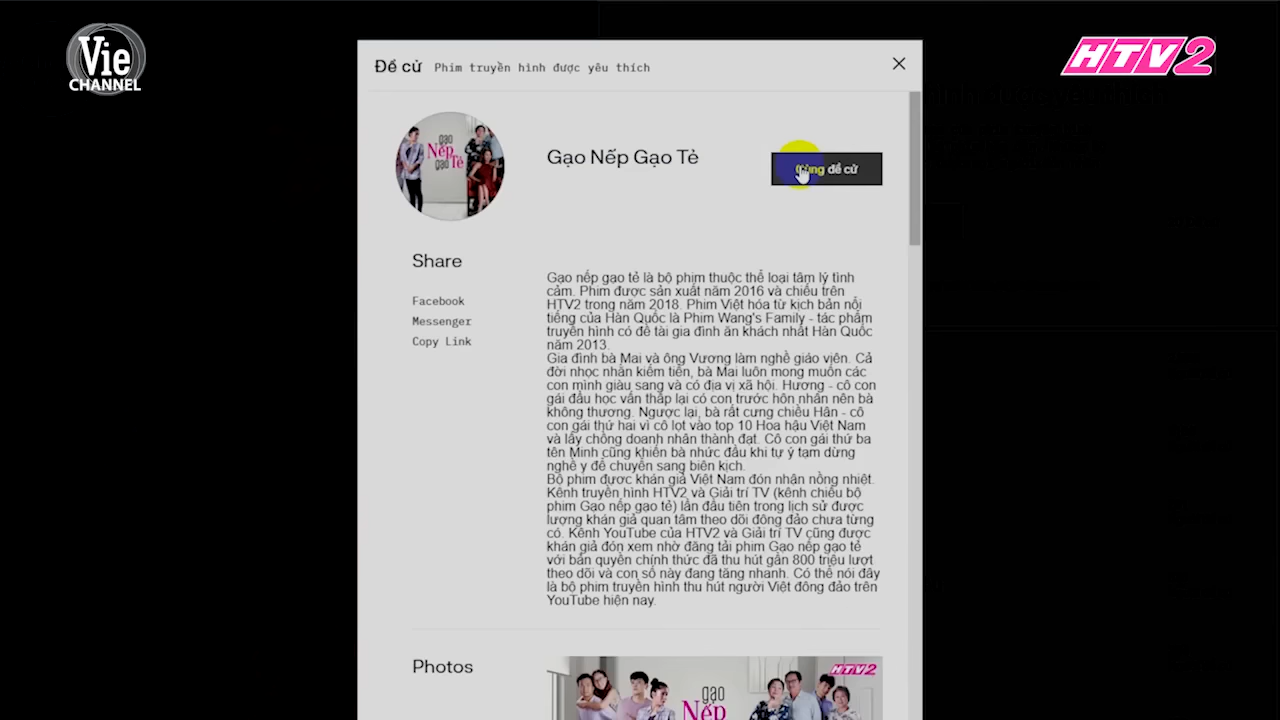 Vie
CHANNEL
HTV2
Đề cử Phim truyền hình được yêu thích
gạo
Nếp
gạo Tẻ
Gạo Nếp Gạo Tẻ
đề cử
Share
Facebook
Messenger
Copy Link
Gạo nếp gạo tẻ là bộ phim thuộc thể loại tâm lý tình
cảm. Phim được sản xuất năm 2016 và chiếu trên
HTV2 trong năm 2018. Phim Việt hóa từ kịch bản nổi
tiếng của Hàn Quốc là Phim Wang's Family - tác phẩm
truyền hình có đề tài gia đình ăn khách nhất Hàn Quốc
năm 2013.
Gia đình bà Mai và ông Vương làm nghề giáo viên. Cả
đời nhọc nhằn kiếm tiền, bà Mai luôn mong muốn các
con mình giàu sang và có địa vị xã hội. Hương - cô con
gái đầu học vấn thấp lại có con trước hôn nhân nên bà
không thương. Ngược lại, bà rất cưng chiều Hân - cô
con gái thứ hai vì cô lọt vào top 10 Hoa hậu Việt Nam
và lấy chồng doanh nhân thành đạt. Cô con gái thứ ba
tên Minh cũng khiến bà nhức đầu khi tự ý tạm dừng
nghề y để chuyển sang biên kịch.
Bộ phim được khán giả Việt Nam đón nhận nồng nhiệt.
Kênh truyền hình HTV2 và Giải trí TV (kênh chiếu bộ
phim Gạo nếp gạo tẻ) lần đầu tiên trong lịch sử được
lượng khán giả quan tâm theo dõi đông đảo chưa từng
có. Kênh YouTube của HTV2 và Giải trí TV cũng được
khán giả đón xem nhờ đăng tải phim Gạo nếp gạo tẻ
với bản quyền chính thức đã thu hút gần 800 triệu lượt
theo dõi và con số này đang tăng nhanh. Có thể nói đây
là bộ phim truyền hình thu hút người Việt đông đảo trên
YouTube hiện nay.
Photos
HTV2
gạo
Nếp